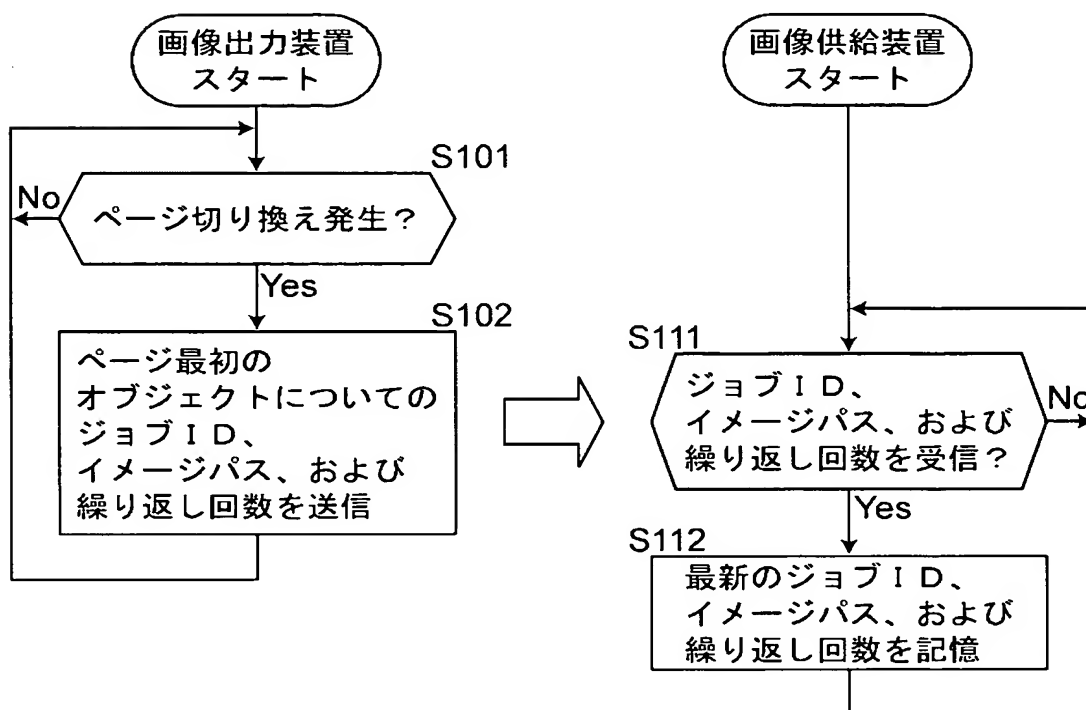 画像出力装置
スタート
S101
No
ページ切り換え発生？
Yes
S102
ページ最初の
オブジェクトについての
ジョブＩＤ、
イメージパス、および
繰り返し回数を送信
画像供給装置
スタート
S111
ジョブＩＤ、
イメージパス、および
繰り返し回数を受信？
No
Yes
S112
最新のジョブＩＤ、
イメージパス、および
繰り返し回数を記憶